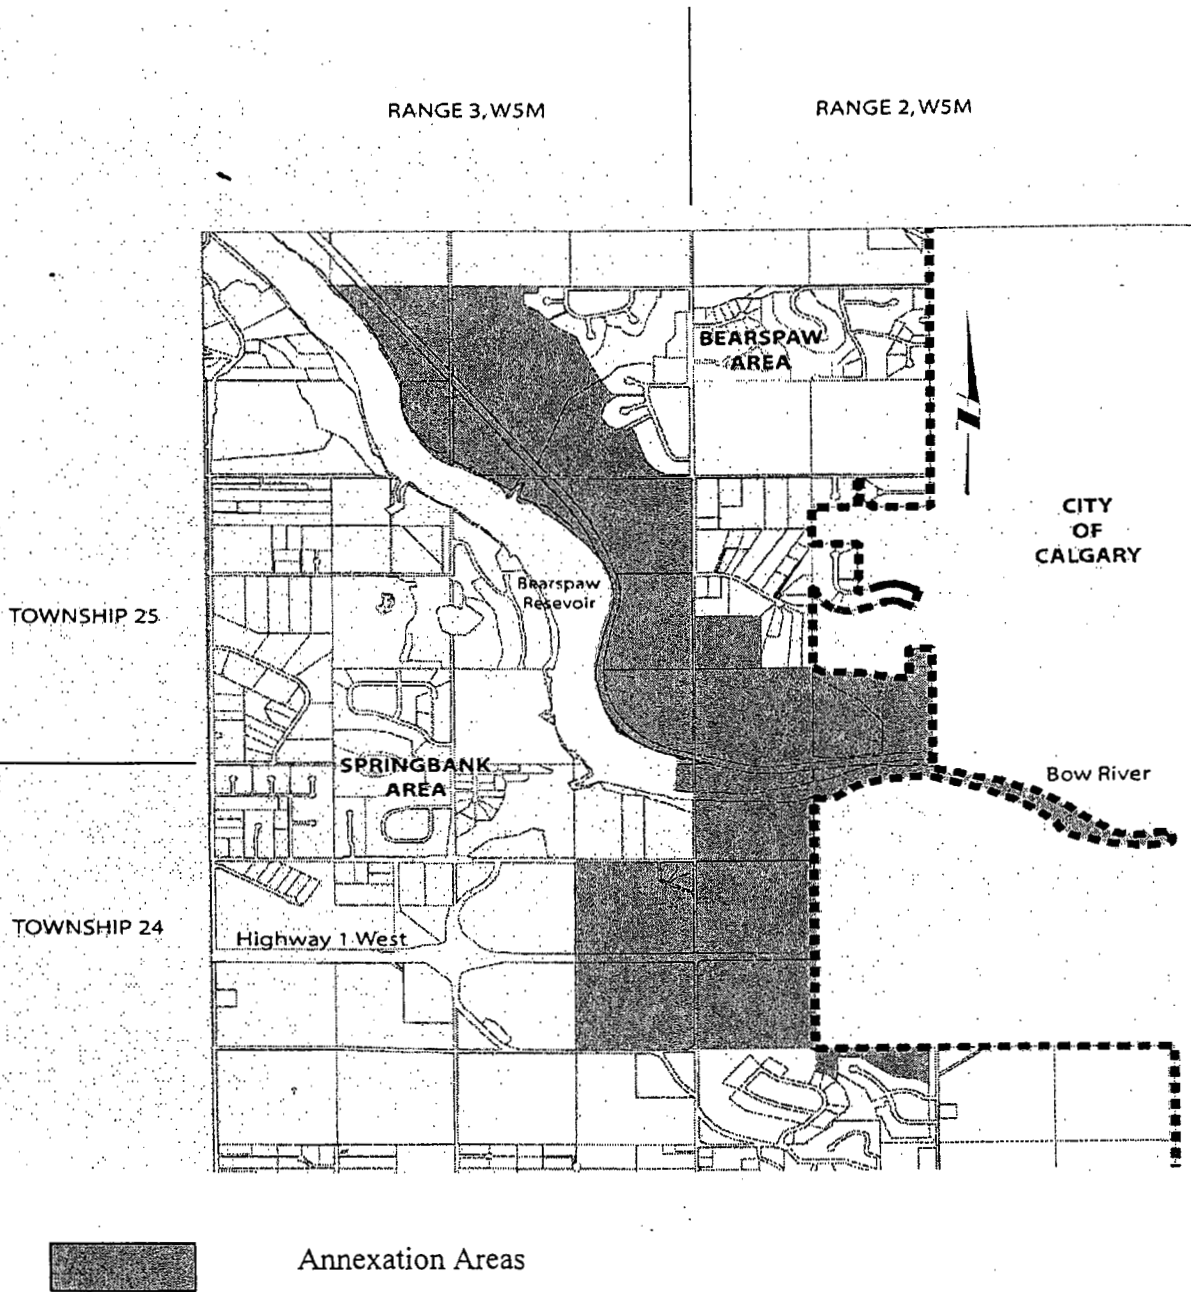 RANGE 3, W5M
RANGE 2, W5M
BEARSPAW
AREA
CITY
OF
CALGARY
Bearspaw
Resevoir
TOWNSHIP 25
SPRINGBANK
AREA
Bow River
TOWNSHIP 24
Highway 1 West
Annexation Areas